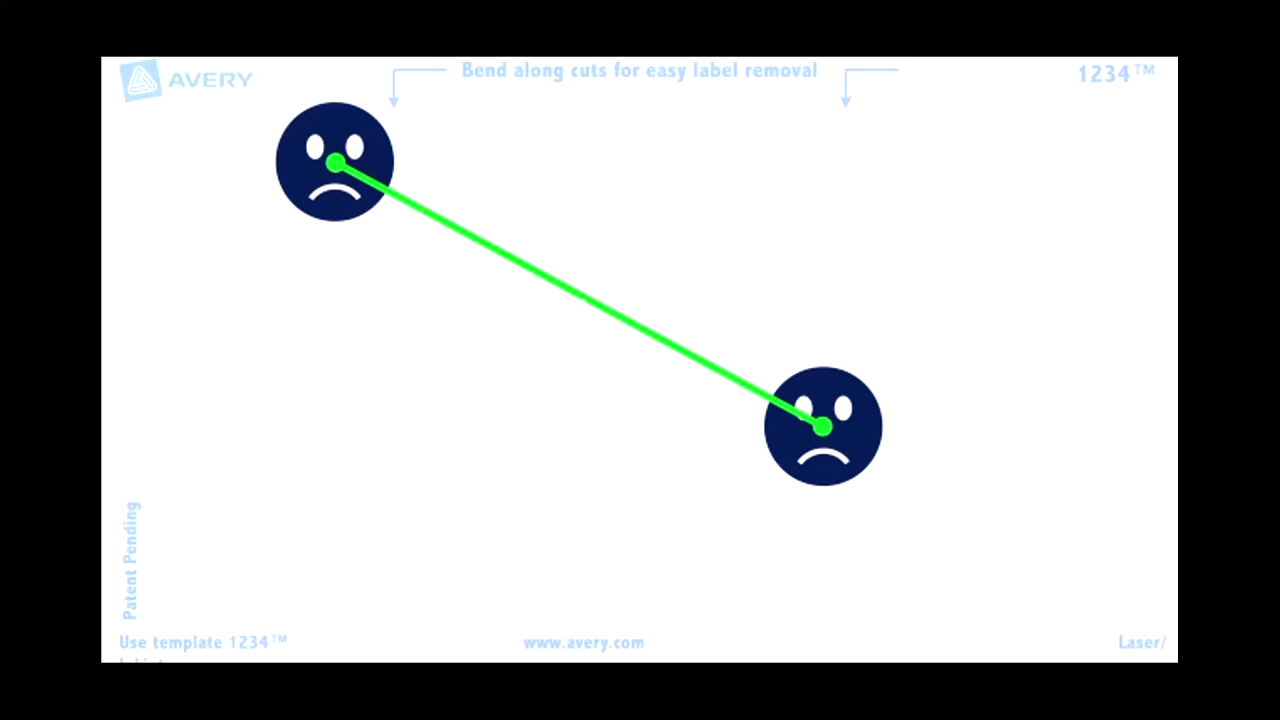 AVERY
Bend along cuts for easy label removal
1234™
Patent Pending
Use template 1234™
www.avery.com
Laser/